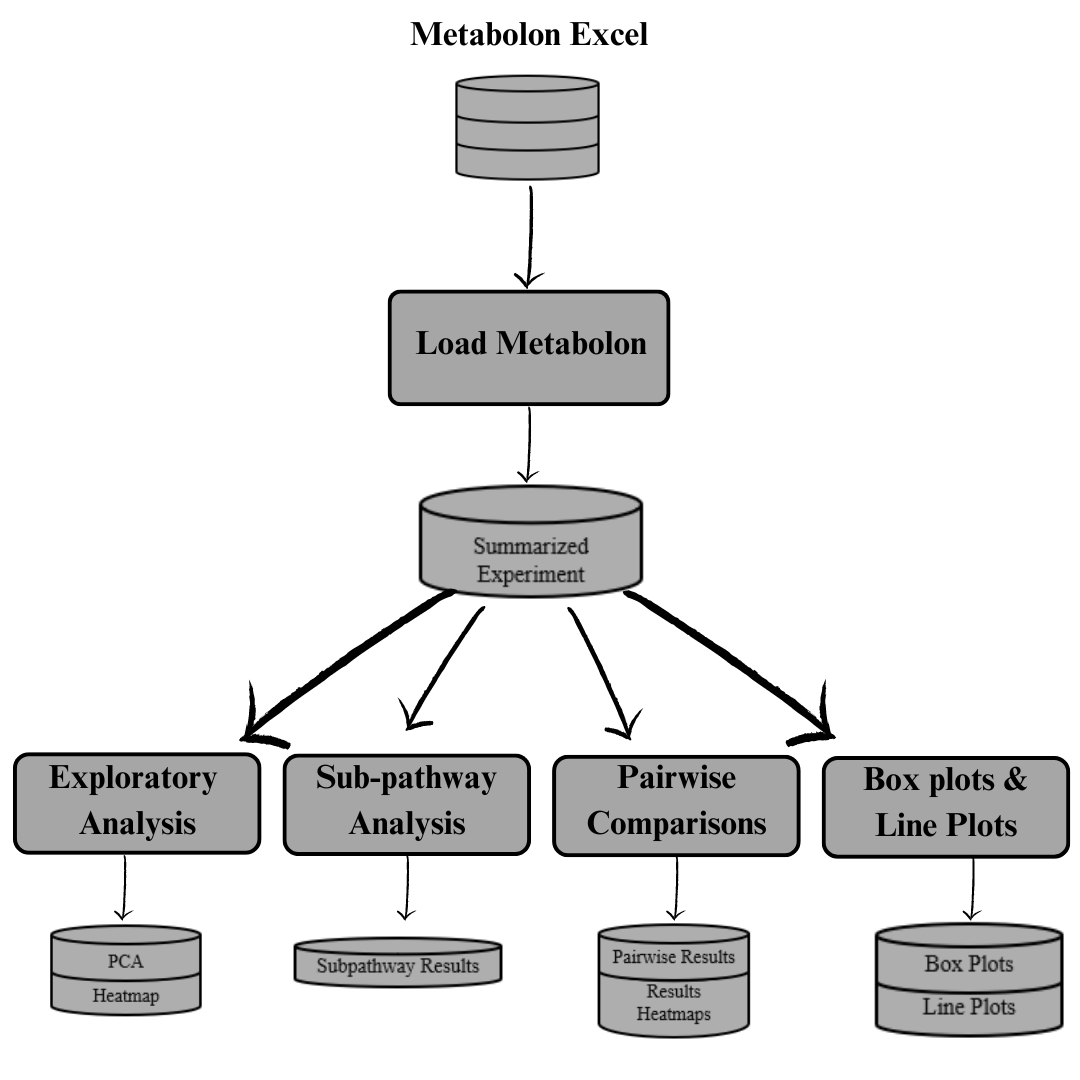 Metabolon Excel
Load Metabolon
Summarized
Experiment
Exploratory
Analysis
Sub-pathway
Analysis
Pairwise
Comparisons
Box plots &
Line Plots
PCA
Heatmap
Subpathway Results
Pairwise Results
Results
Heatmaps
Box Plots
Line Plots